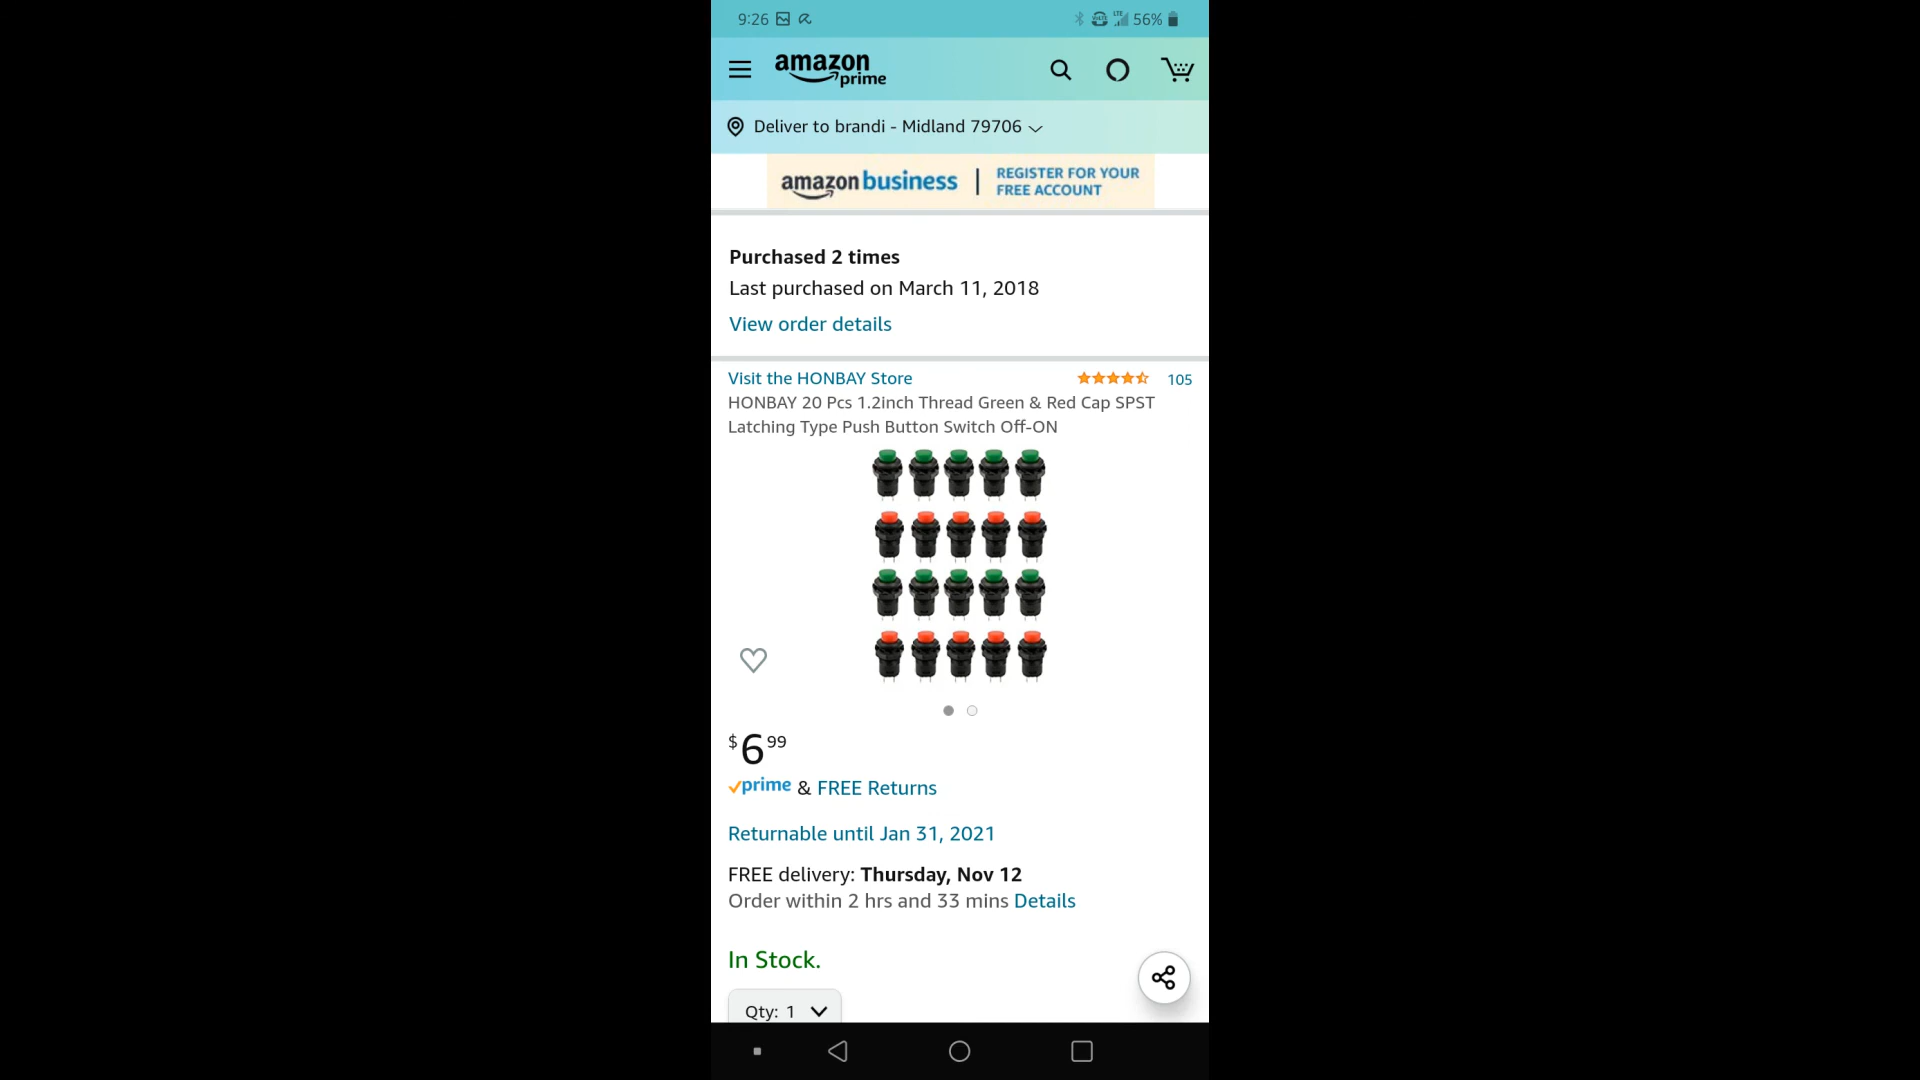 9:26 56%
amazon prime
Deliver to brandi - Midland 79706
amazon business | REGISTER FOR YOUR
FREE ACCOUNT
Purchased 2 times
Last purchased on March 11, 2018
View order details
Visit the HONBAY Store 105
HONBAY 20 Pcs 1.2inch Thread Green & Red Cap SPST
Latching Type Push Button Switch Off-ON
$6 99
prime & FREE Returns
Returnable until Jan 31, 2021
FREE delivery: Thursday, Nov 12
Order within 2 hrs and 33 mins Details
In Stock.
Qty: 1